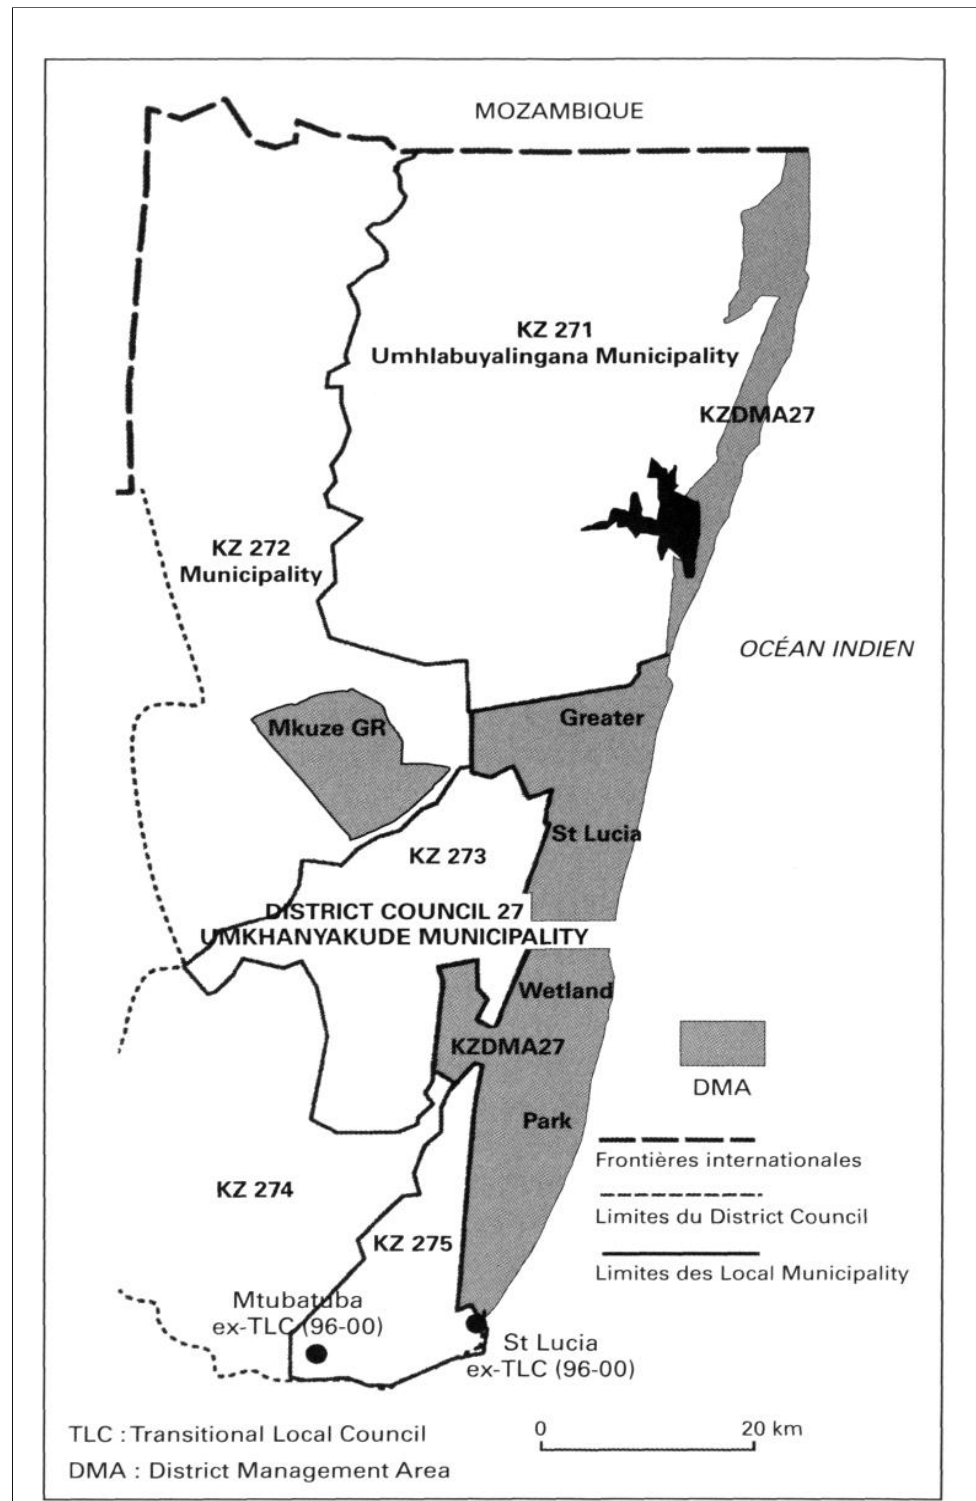 MOZAMBIQUE
KZ 271
Umhlabuyalingana Municipality
KZDMA27
KZ 272
Municipality
OCÉAN INDIEN
Mkuze GR
Greater
St Lucia
KZ 273
DISTRICT COUNCIL 27
UMKHANYAKUDE MUNICIPALITY
Wetland
KZDMA27
Park
DMA
Frontières internationales
Limites du District Council
Limites des Local Municipality
KZ 274
KZ 275
Mtubatuba
ex-TLC (96-00)
St Lucia
ex-TLC (96-00)
TLC : Transitional Local Council
DMA : District Management Area
0 20 km